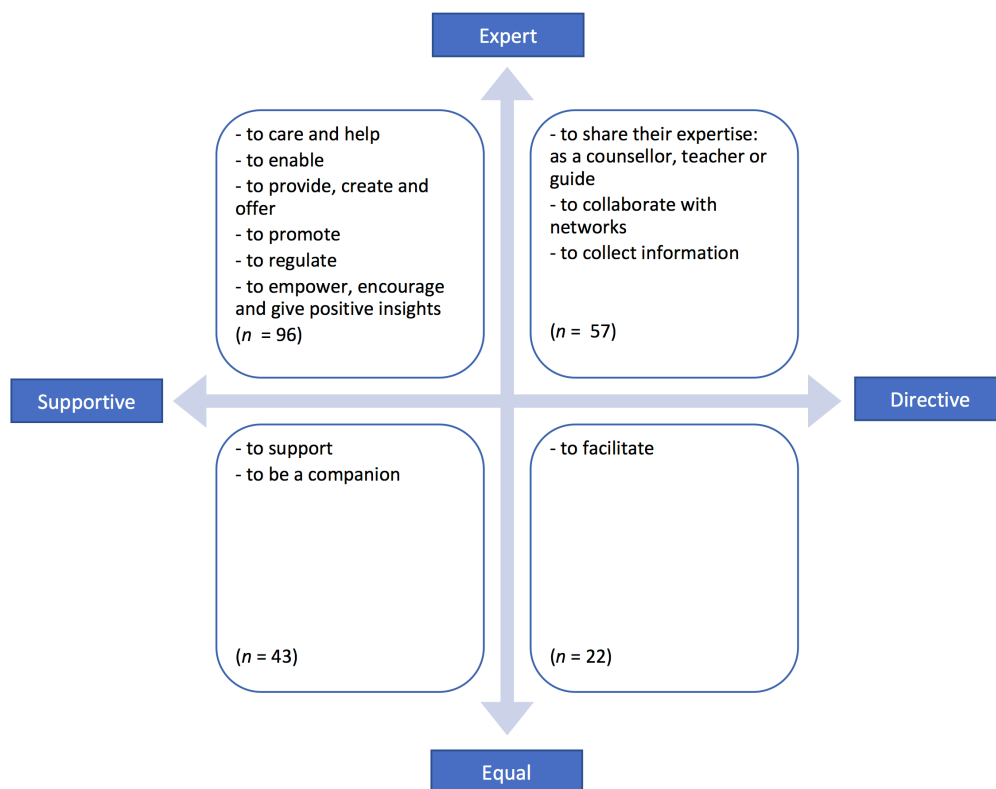 Expert
- to care and help
- to enable
- to provide, create and
offer
- to promote
- to regulate
- to empower, encourage
and give positive insights
(n = 96)
- to share their expertise:
as a counsellor, teacher or
guide
- to collaborate with
networks
- to collect information
(n = 57)
Supportive
Directive
- to support
- to be a companion
(n = 43)
- to facilitate
(n = 22)
Equal